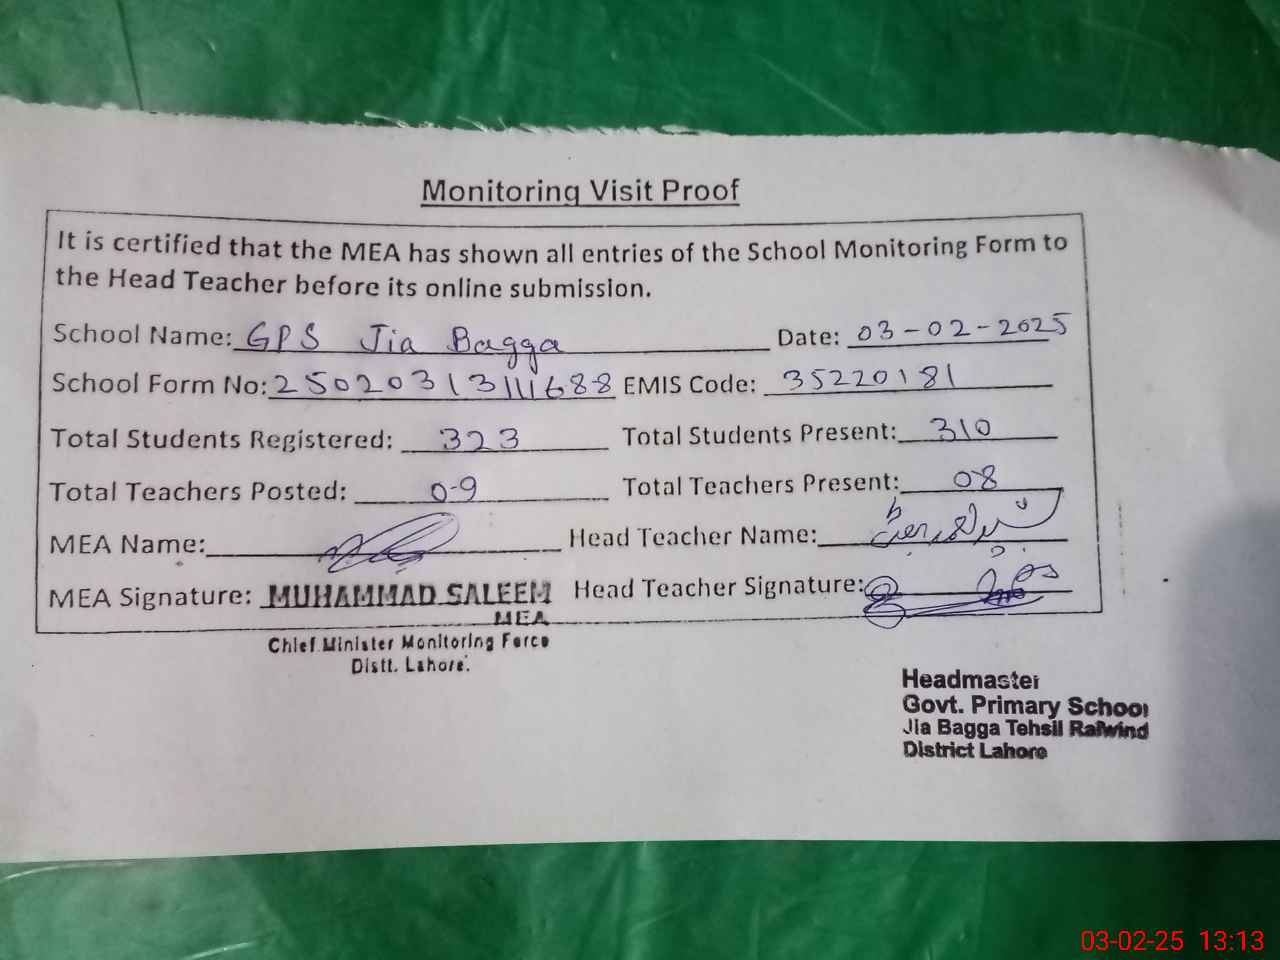 Monitoring Visit Proof
It is certified that the MEA has shown all entries of the School Monitoring Form to
the Head Teacher before its online submission.
School Name: GPS Jia Bagga Date: 03-02-2025
School Form No: 250203131111688 EMIS Code: 35220181
Total Students Registered: 323 Total Students Present: 310
Total Teachers Posted: 09 Total Teachers Present: 08
MEA Name: Head Teacher Name:
MEA Signature: MUHAMMAD SALEEM Head Teacher Signature:
MEA
Chief Minister Monitoring Force
Distt. Lahore.
Headmaster
Govt. Primary School
Jia Bagga Tehsil Raiwind
District Lahore
03-02-25 13:13